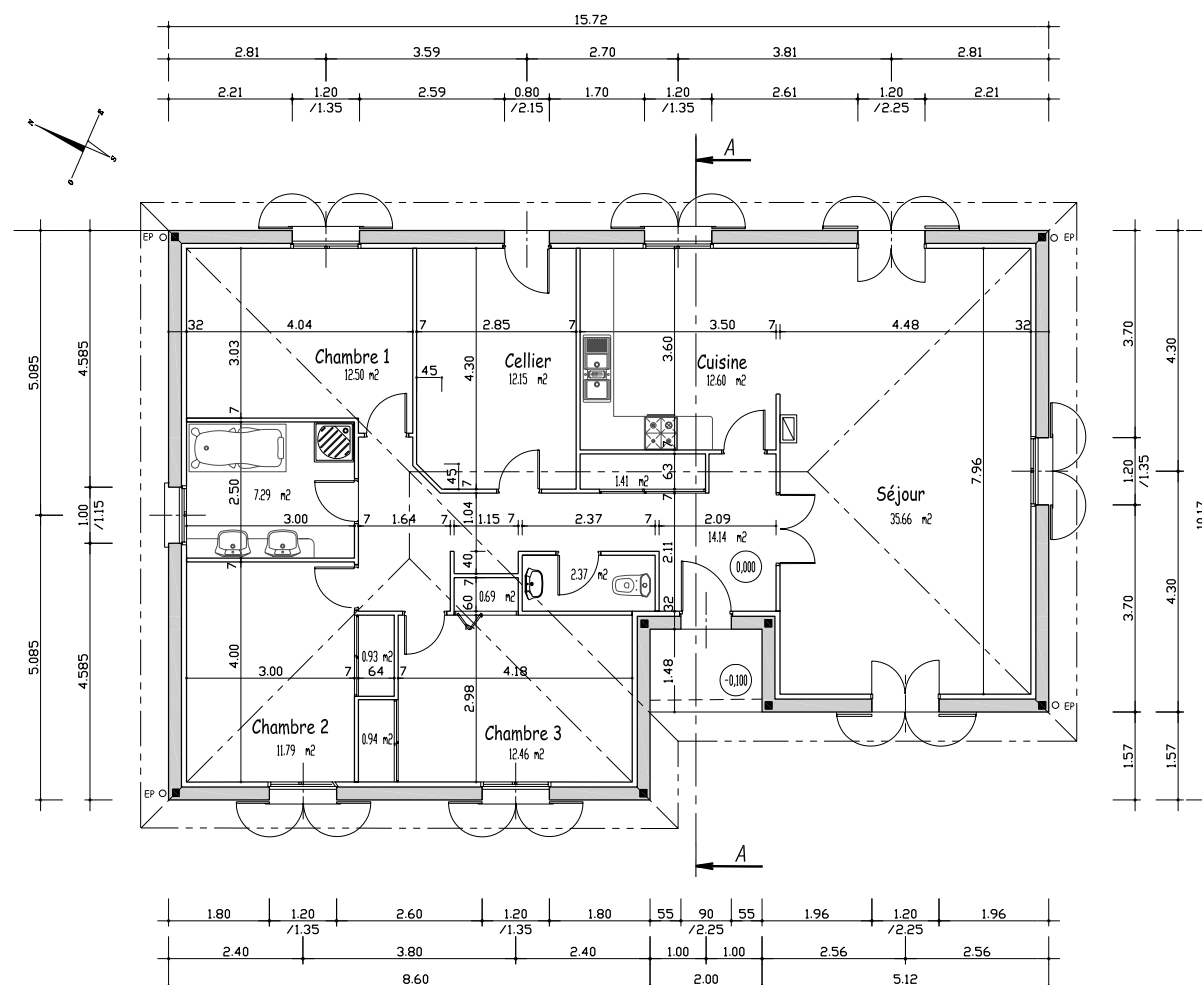 15.72
2.81 3.59 2.70 3.81 2.81
2.21 1.20 2.59 0.80 1.70 1.20 2.61 1.20 2.21
/1.35 /2.15 /1.35 /2.25
N E S O
A
EP EP
32 4.04 7 2.85 7 3.50 7 4.48 32
3.03 4.30 3.60
Chambre 1
12.50 m2
Cellier
12.15 m2
Cuisine
12.60 m2
45
45
5.085 4.585
3.70 4.30
7 7 7 7
63
1.41 m2
7.96
1.20
/1.35
2.50
7.29 m2
Séjour
35.66 m2
10.17
1.00
/1.15
1.04
3.00 7 1.64 7 1.15 7 2.37 7 2.09
14.14 m2
2.11
7
40
7
60
0.69 m2
2.37 m2
0,000
32
5.085 4.585
4.00
3.70 4.30
3.00 7 64 7 4.18
0.93 m2
2.98
1.48
-0,100
Chambre 2
11.79 m2
0.94 m2
Chambre 3
12.46 m2
EP
EP
1.57 1.57
A
1.80 1.20 2.60 1.20 1.80 55 90 55 1.96 1.20 1.96
/1.35 /1.35 /2.25 /2.25
2.40 3.80 2.40 1.00 1.00 2.56 2.56
8.60 2.00 5.12